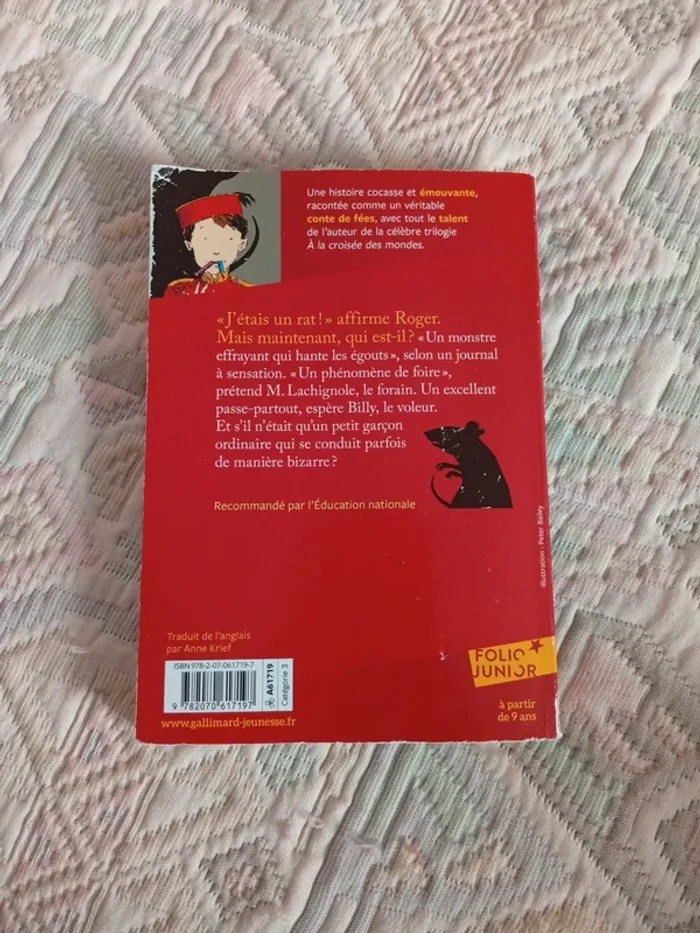 Une histoire cocasse et émouvante,
racontée comme un véritable
conte de fées, avec tout le talent
de l'auteur de la célèbre trilogie
À la croisée des mondes.
« J'étais un rat ! » affirme Roger.
Mais maintenant, qui est-il ? « Un monstre
effrayant qui hante les égouts », selon un journal
à sensation. « Un phénomène de foire »,
prétend M. Lachignole, le forain. Un excellent
passe-partout, espère Billy, le voleur.
Et s'il n'était qu'un petit garçon
ordinaire qui se conduit parfois
de manière bizarre ?
Recommandé par l'Éducation nationale
Illustration : Peter Bailey
Traduit de l'anglais
par Anne Krief
ISBN 978-2-07-061719-7
9 782070 617197
A61719
Catégorie 3
www.gallimard-jeunesse.fr
FOLIO
JUNIOR
à partir
de 9 ans